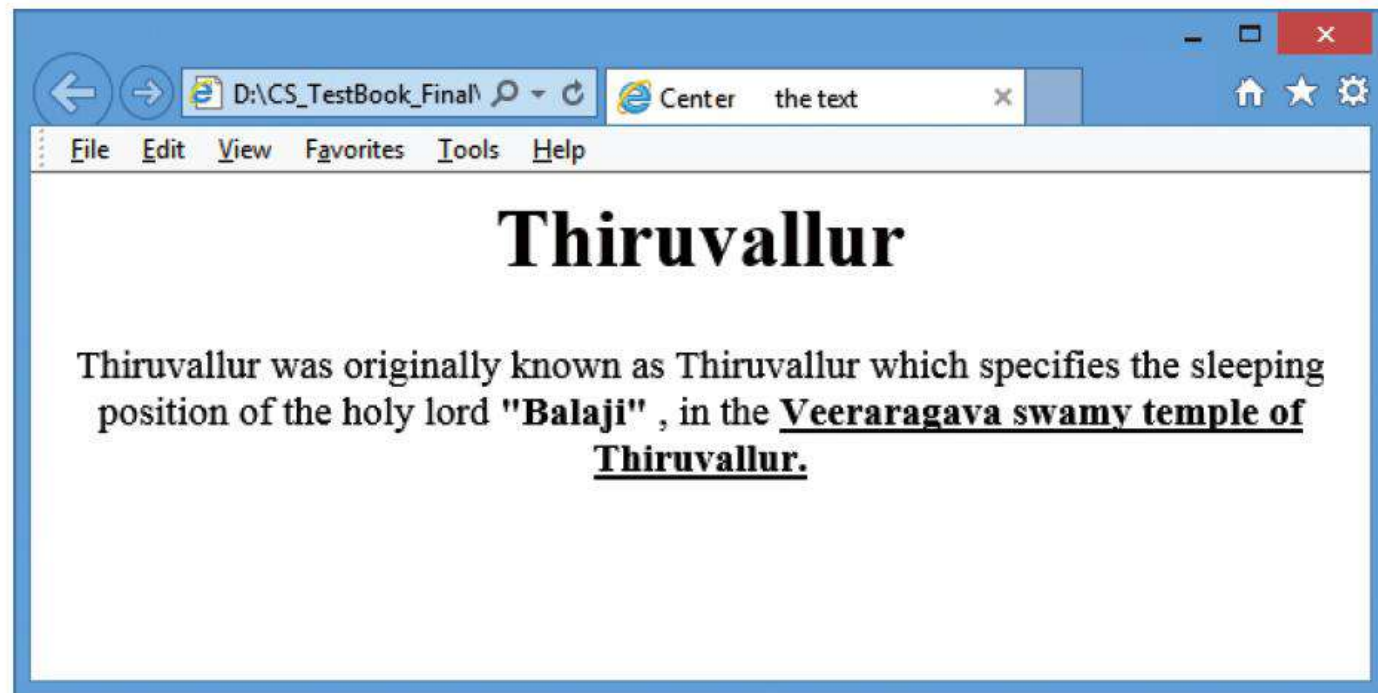 D:\CS_TestBook_Final\
Center the text
File Edit View Favorites Tools Help
Thiruvallur
Thiruvallur was originally known as Thiruvallur which specifies the sleeping
position of the holy lord "Balaji" , in the Veeraragava swamy temple of
Thiruvallur.